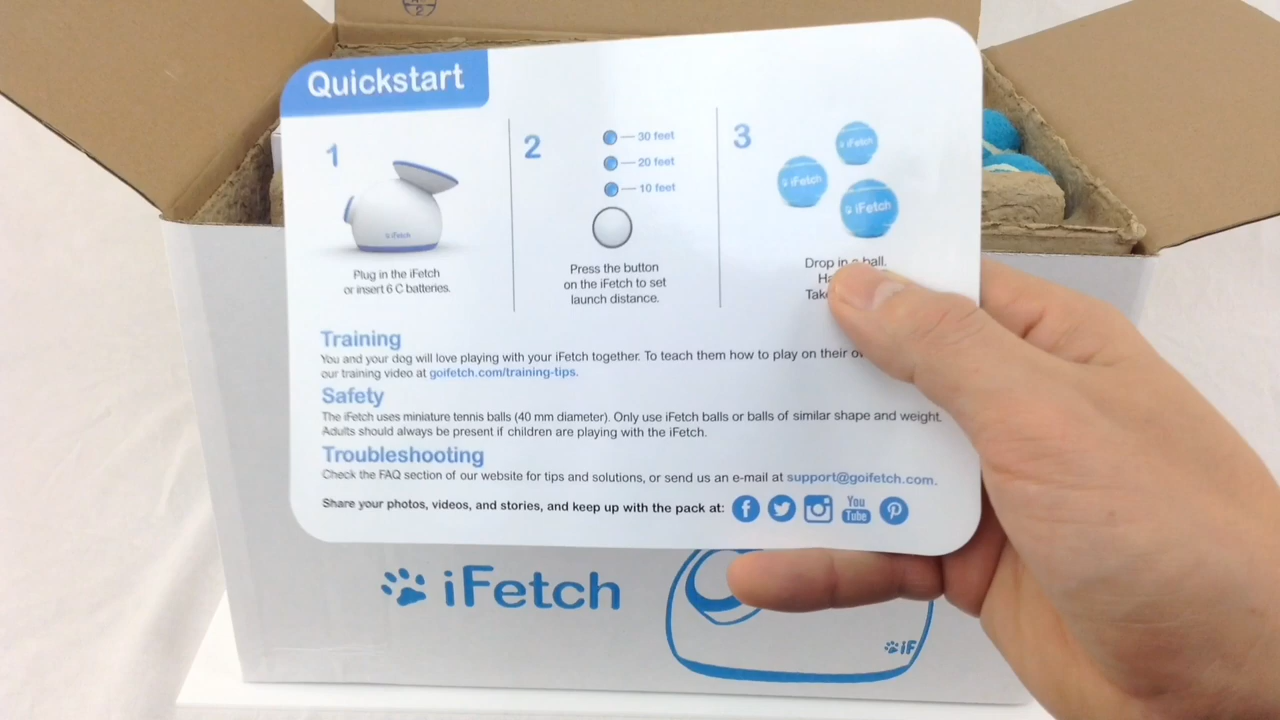 Quickstart
1
iFetch
Plug in the iFetch
or insert 6 C batteries.
2
30 feet
20 feet
10 feet
Press the button
on the iFetch to set
launch distance.
3
iFetch
iFetch
iFetch
Drop in a ball.
Training
You and your dog will love playing with your iFetch together. To teach them how to play on their
our training video at goifetch.com/training-tips.
Safety
The iFetch uses miniature tennis balls (40 mm diameter). Only use iFetch balls or balls of similar shape and weight.
Adults should always be present if children are playing with the iFetch.
Troubleshooting
Check the FAQ section of our website for tips and solutions, or send us an e-mail at support@goifetch.com.
Share your photos, videos, and stories, and keep up with the pack at:
You
Tube
iFetch
iF